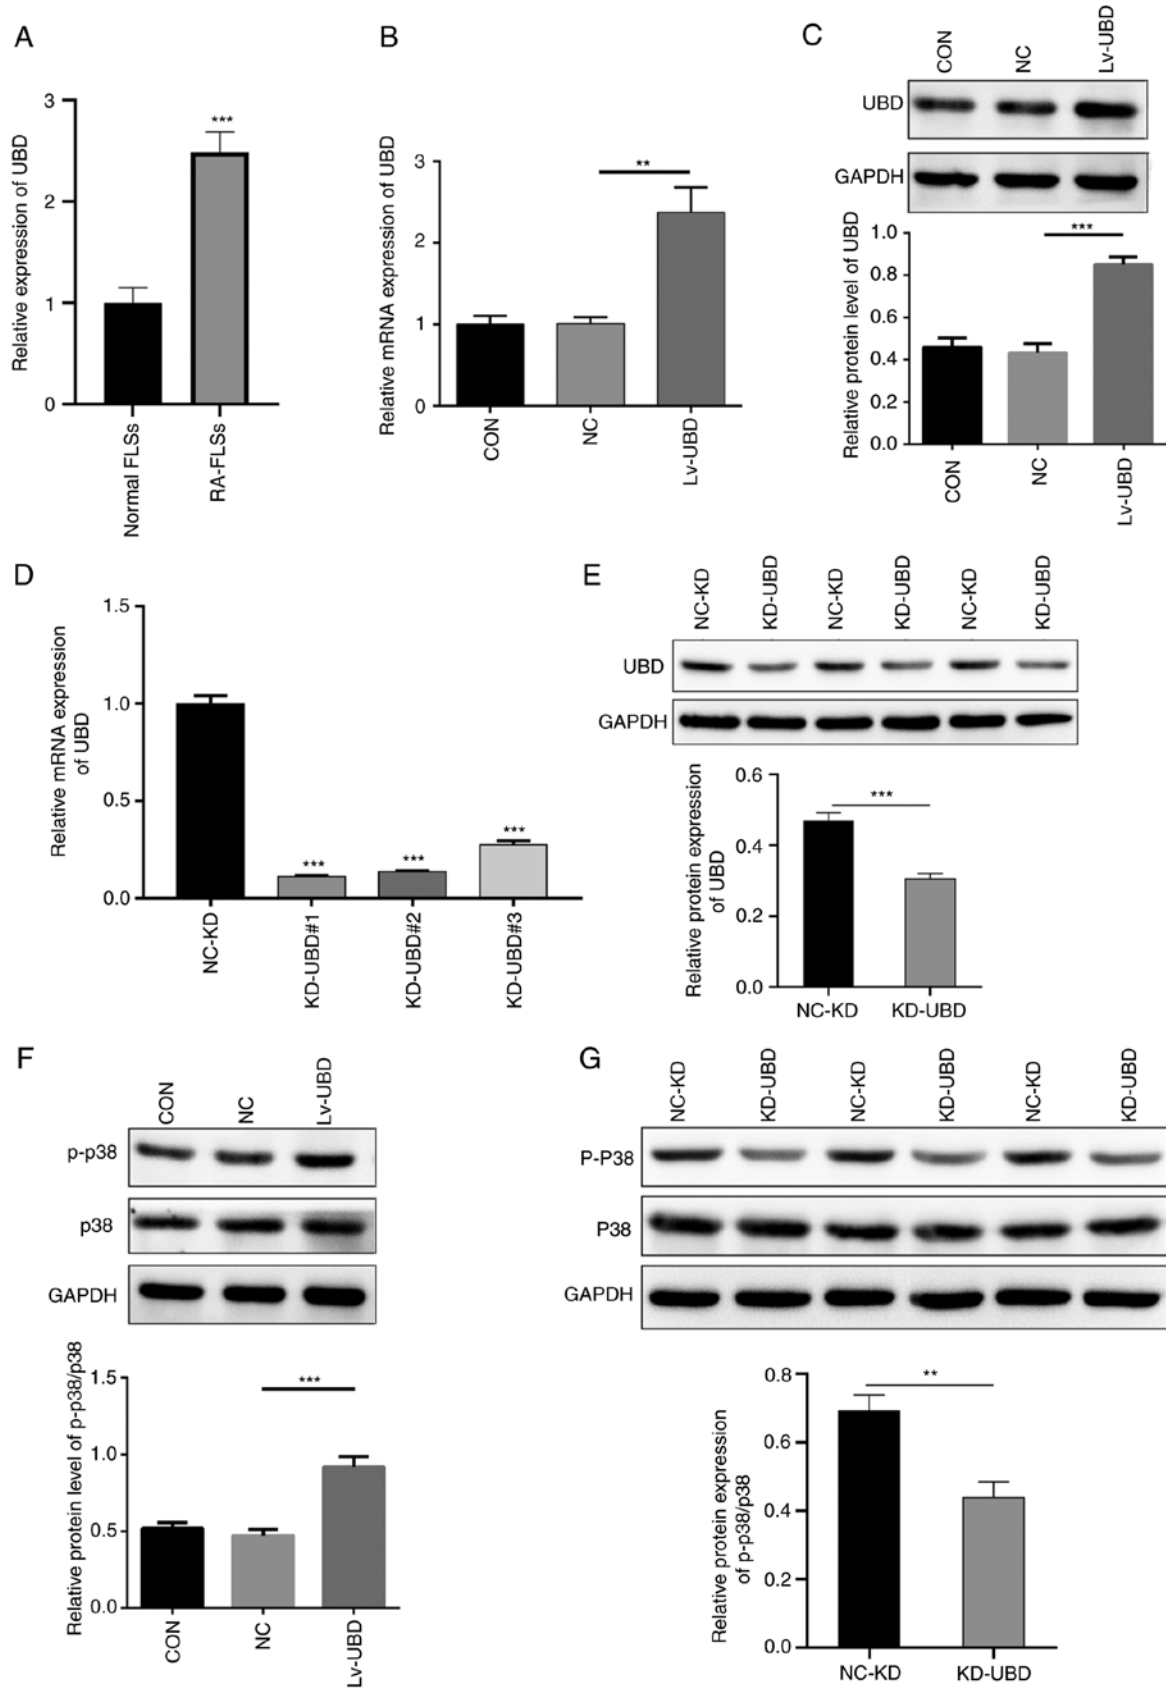 A
Relative expression of UBD
3
2
1
0
***
Normal FLSs
RA-FLSs
B
Relative mRNA expression of UBD
3
2
1
0
**
CON
NC
Lv-UBD
C
CON
NC
Lv-UBD
UBD
GAPDH
Relative protein level of UBD
1.0
0.8
0.6
0.4
0.2
0.0
***
CON
NC
Lv-UBD
D
Relative mRNA expression
of UBD
1.5
1.0
0.5
0.0
***
***
***
NC-KD
KD-UBD#1
KD-UBD#2
KD-UBD#3
E
NC-KD
KD-UBD
NC-KD
KD-UBD
NC-KD
KD-UBD
UBD
GAPDH
Relative protein expression
of UBD
0.6
0.4
0.2
0.0
***
NC-KD
KD-UBD
F
CON
NC
Lv-UBD
p-p38
p38
GAPDH
Relative protein level of p-p38/p38
1.5
1.0
0.5
0.0
***
CON
NC
Lv-UBD
G
NC-KD
KD-UBD
NC-KD
KD-UBD
NC-KD
KD-UBD
P-P38
P38
GAPDH
Relative protein expression
of p-p38/p38
0.8
0.6
0.4
0.2
0.0
**
NC-KD
KD-UBD